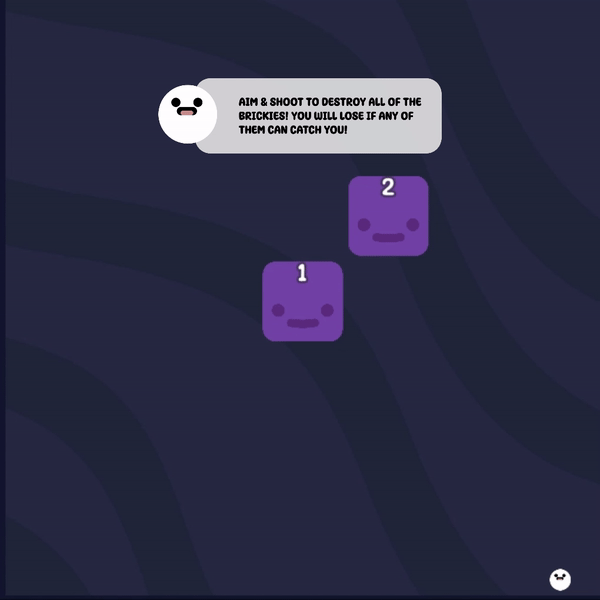 AIM & SHOOT TO DESTROY ALL OF THE
BRICKIES! YOU WILL LOSE IF ANY OF
THEM CAN CATCH YOU!
2
1